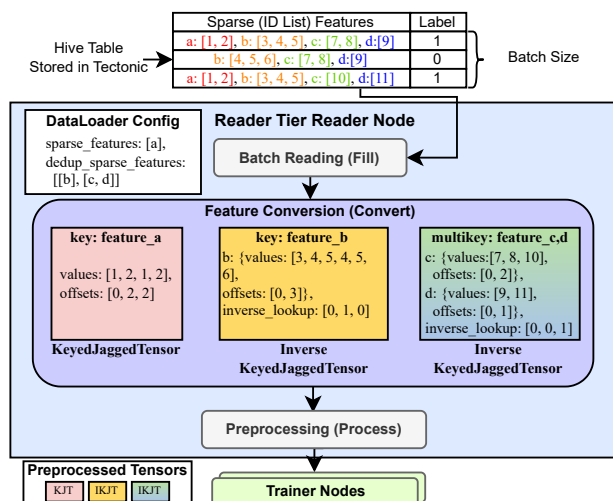 Sparse (ID List) Features Label
Hive Table
Stored in Tectonic
a: [1, 2], b: [3, 4, 5], c: [7, 8], d:[9] 1
b: [4, 5, 6], c: [7, 8], d:[9] 0
a: [1, 2], b: [3, 4, 5], c: [10], d:[11] 1
Batch Size
DataLoader Config
sparse_features: [a],
dedup_sparse_features:
[[b], [c, d]]
Reader Tier Reader Node
Batch Reading (Fill)
Feature Conversion (Convert)
key: feature_a
values: [1, 2, 1, 2],
offsets: [0, 2, 2]
KeyedJaggedTensor
key: feature_b
b: {values: [3, 4, 5, 4, 5,
6],
offsets: [0, 3]},
inverse_lookup: [0, 1, 0]
Inverse
KeyedJaggedTensor
multikey: feature_c,d
c: {values:[7, 8, 10],
offsets: [0, 2]},
d: {values: [9, 11],
offsets: [0, 1]},
inverse_lookup: [0, 0, 1]
Inverse
KeyedJaggedTensor
Preprocessing (Process)
Preprocessed Tensors
KJT IKJT IKJT
Trainer Nodes